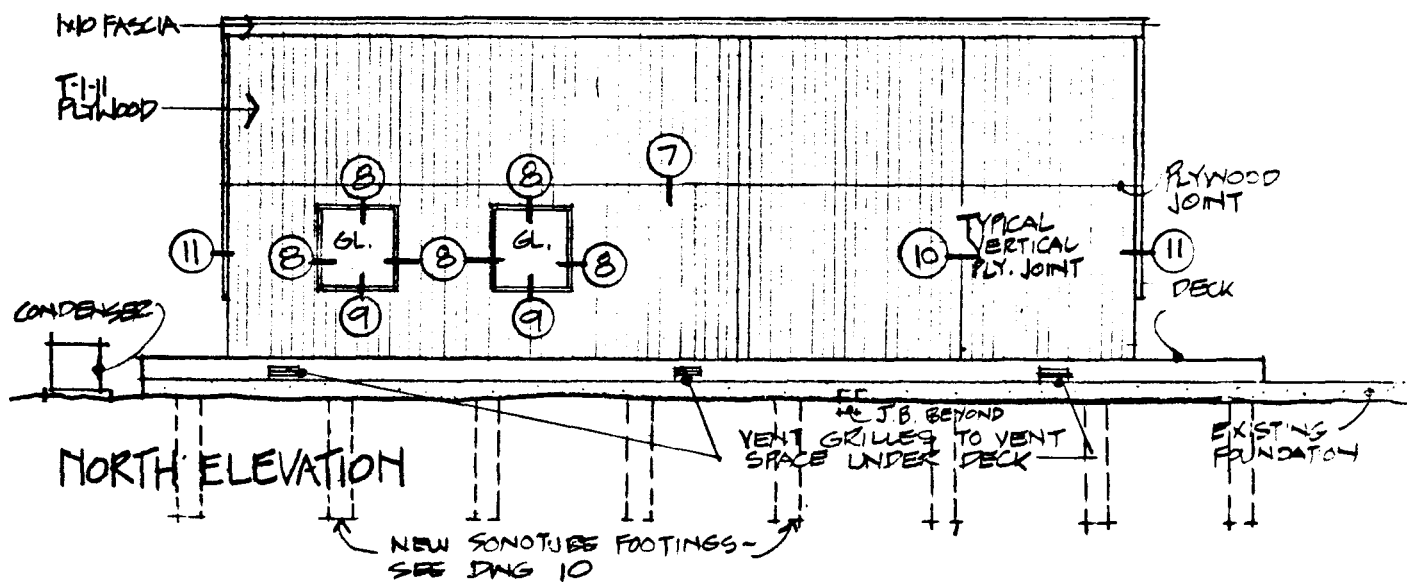 1x10 FASCIA
T-1-11
PLYWOOD
7
8
8
PLYWOOD
JOINT
GL.
GL.
TYPICAL
VERTICAL
PLY. JOINT
11
8
8
8
10
11
DECK
CONDENSER
9
9
J.B. BEYOND
VENT GRILLES TO VENT
SPACE UNDER DECK
EXISTING
FOUNDATION
NORTH ELEVATION
NEW SONOTUBE FOOTINGS-
SEE DWG 10